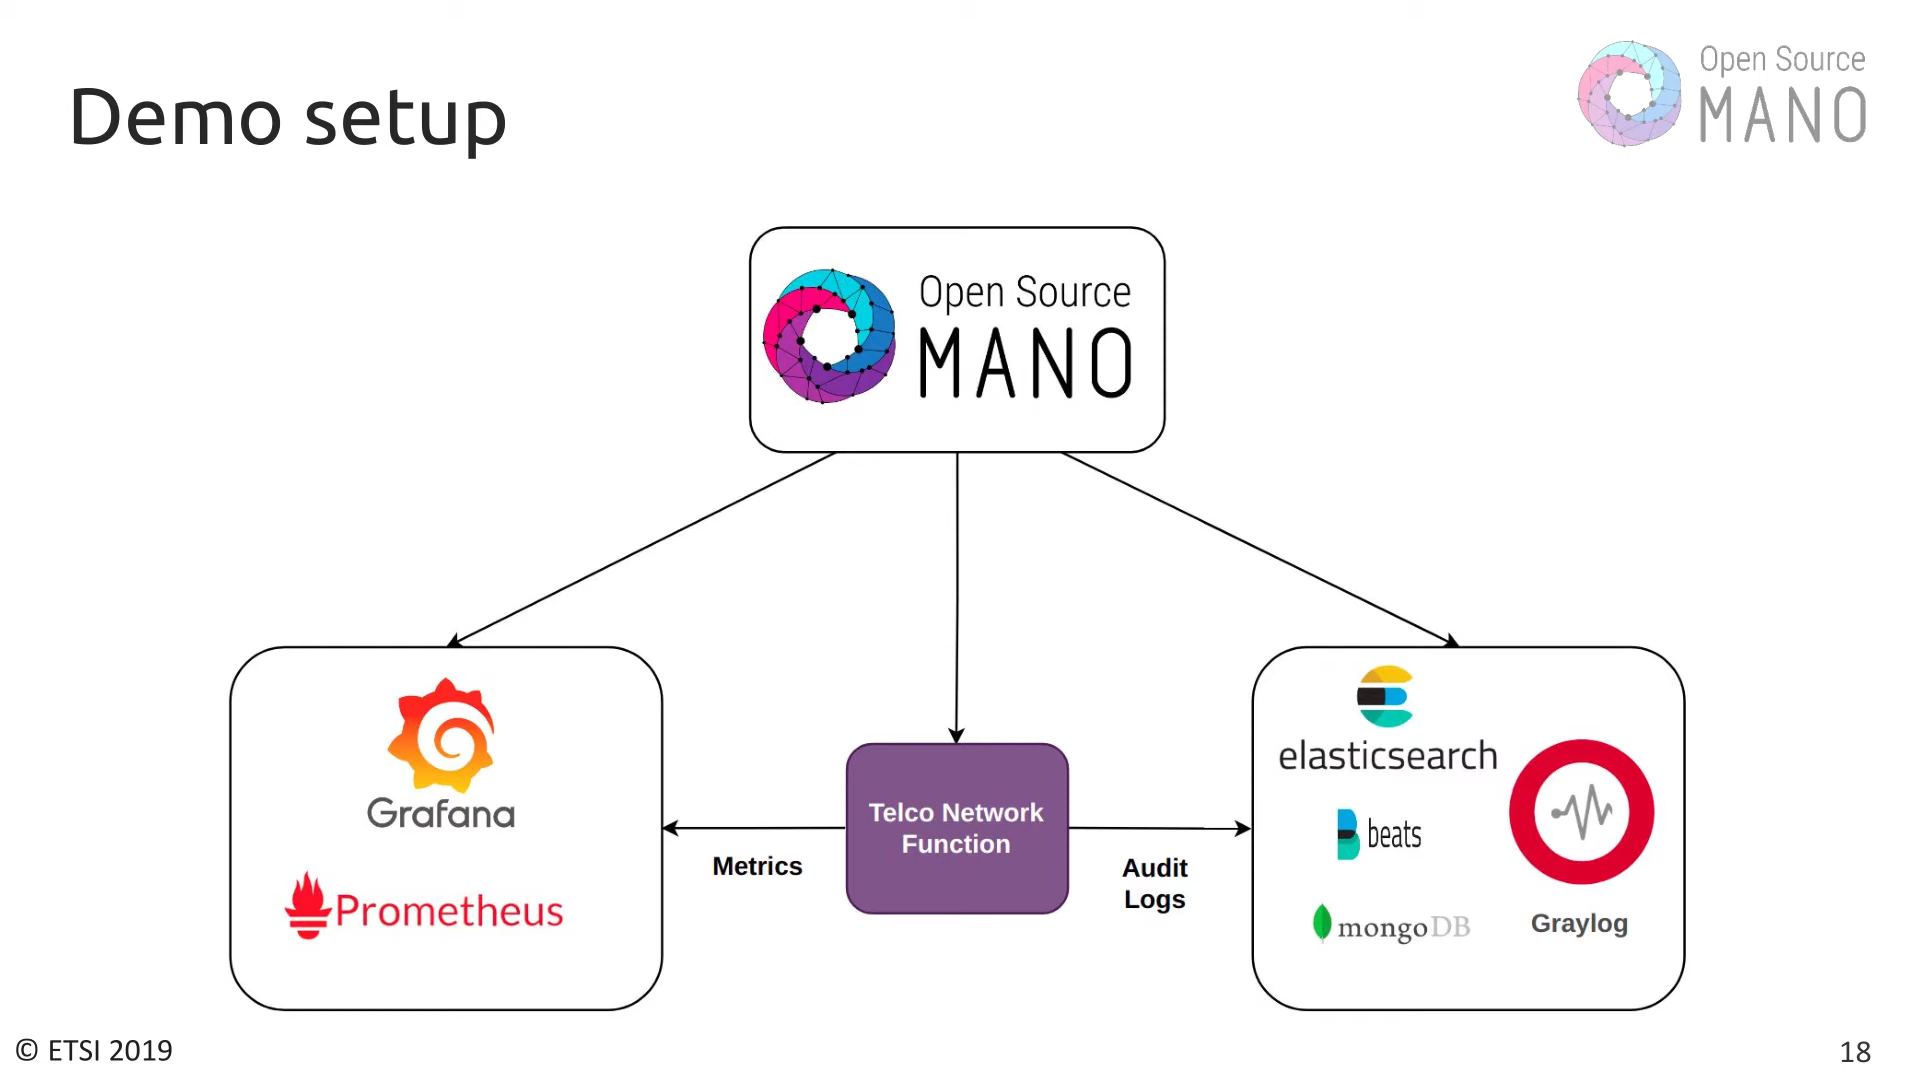 Demo setup
Open Source
MANO
Open Source
MANO
Grafana
Prometheus
Metrics
Telco Network
Function
Audit
Logs
elasticsearch
beats
mongoDB
Graylog
© ETSI 2019
18